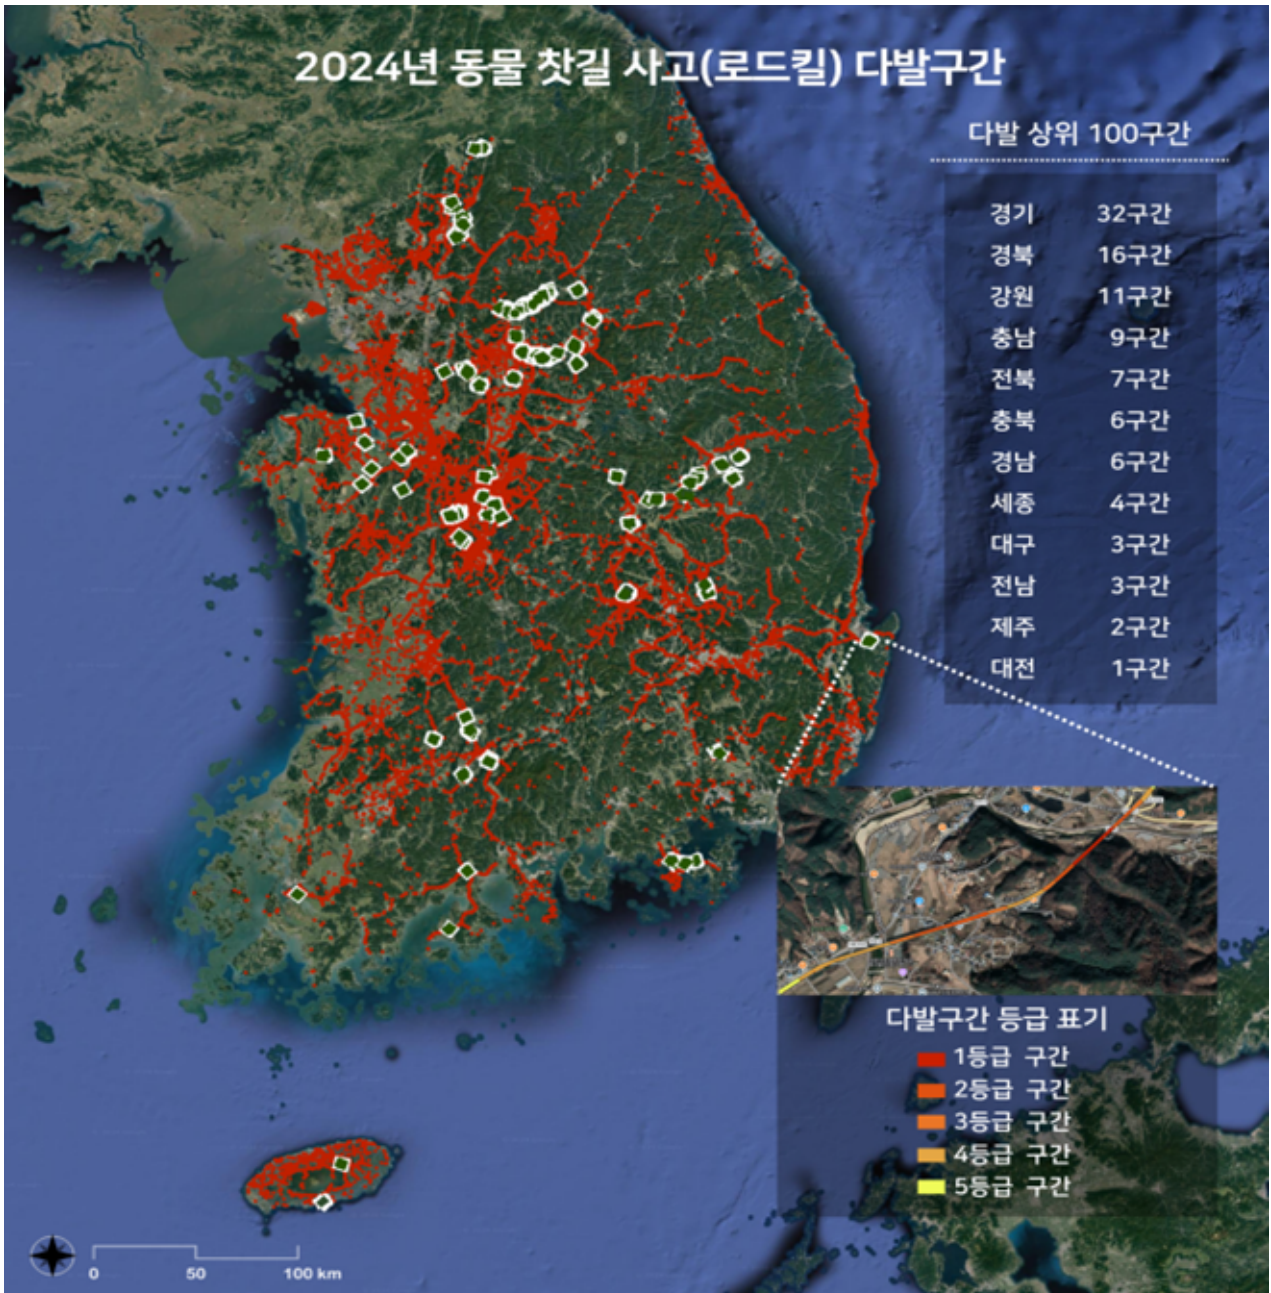 2024년 동물 찻길 사고(로드킬) 다발구간
다발 상위 100구간
경기 32구간
경북 16구간
강원 11구간
충남 9구간
전북 7구간
충북 6구간
경남 6구간
세종 4구간
대구 3구간
전남 3구간
제주 2구간
대전 1구간
다발구간 등급 표기
1등급 구간
2등급 구간
3등급 구간
4등급 구간
5등급 구간
0 50 100 km